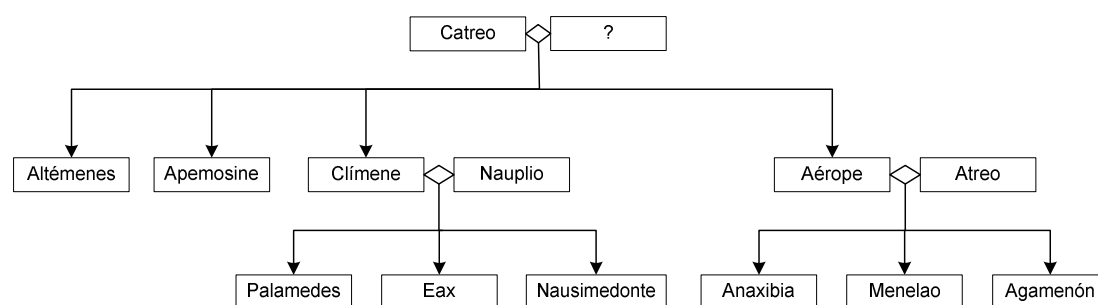 Catreo
?
Altémenes
Apemosine
Clímene
Nauplio
Aérope
Atreo
Palamedes
Eax
Nausimedonte
Anaxibia
Menelao
Agamenón